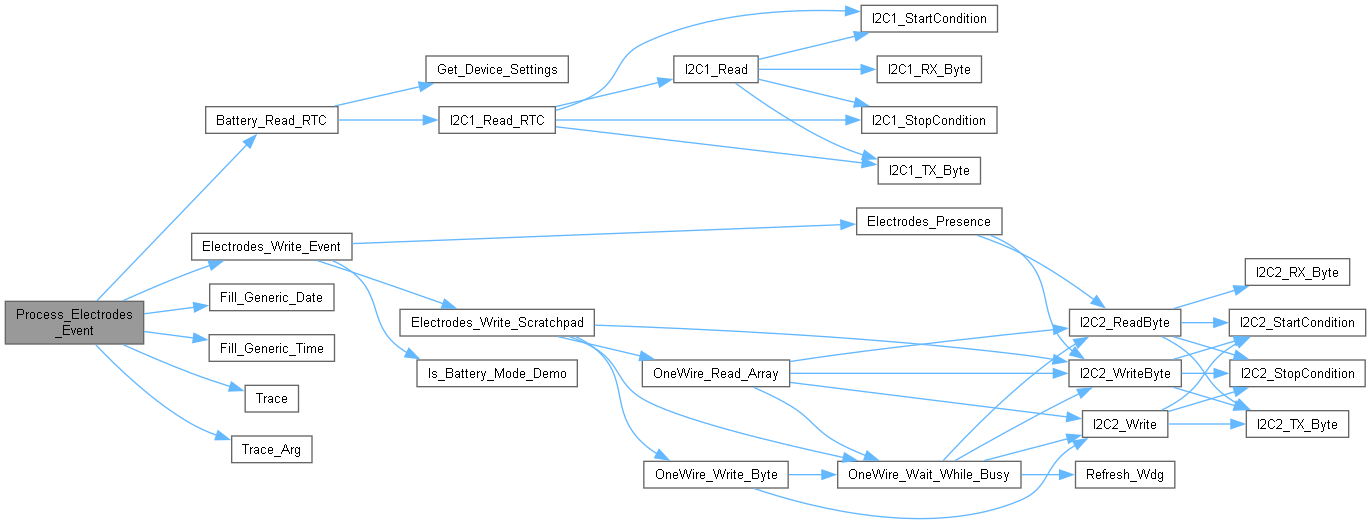 Process_Electrodes
_Event
Battery_Read_RTC
Electrodes_Write_Event
Fill_Generic_Date
Fill_Generic_Time
Trace
Trace_Arg
Get_Device_Settings
I2C1_Read_RTC
Electrodes_Write_Scratchpad
Is_Battery_Mode_Demo
I2C1_Read
OneWire_Read_Array
OneWire_Write_Byte
I2C1_StartCondition
I2C1_RX_Byte
I2C1_StopCondition
I2C1_TX_Byte
Electrodes_Presence
OneWire_Wait_While_Busy
I2C2_ReadByte
I2C2_WriteByte
I2C2_Write
Refresh_Wdg
I2C2_RX_Byte
I2C2_StartCondition
I2C2_StopCondition
I2C2_TX_Byte